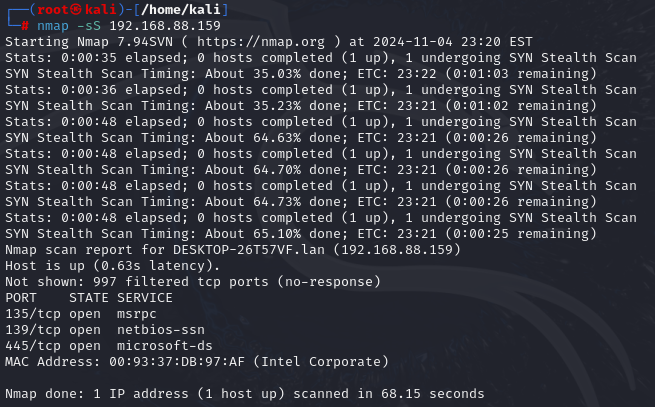 ┌──(root㉿kali)-[/home/kali]
└─# nmap -sS 192.168.88.159
Starting Nmap 7.94SVN ( https://nmap.org ) at 2024-11-04 23:20 EST
Stats: 0:00:35 elapsed; 0 hosts completed (1 up), 1 undergoing SYN Stealth Scan
SYN Stealth Scan Timing: About 35.03% done; ETC: 23:22 (0:01:03 remaining)
Stats: 0:00:36 elapsed; 0 hosts completed (1 up), 1 undergoing SYN Stealth Scan
SYN Stealth Scan Timing: About 35.23% done; ETC: 23:21 (0:01:02 remaining)
Stats: 0:00:48 elapsed; 0 hosts completed (1 up), 1 undergoing SYN Stealth Scan
SYN Stealth Scan Timing: About 64.63% done; ETC: 23:21 (0:00:26 remaining)
Stats: 0:00:48 elapsed; 0 hosts completed (1 up), 1 undergoing SYN Stealth Scan
SYN Stealth Scan Timing: About 64.70% done; ETC: 23:21 (0:00:26 remaining)
Stats: 0:00:48 elapsed; 0 hosts completed (1 up), 1 undergoing SYN Stealth Scan
SYN Stealth Scan Timing: About 64.73% done; ETC: 23:21 (0:00:26 remaining)
Stats: 0:00:48 elapsed; 0 hosts completed (1 up), 1 undergoing SYN Stealth Scan
SYN Stealth Scan Timing: About 65.10% done; ETC: 23:21 (0:00:25 remaining)
Nmap scan report for DESKTOP-26T57VF.lan (192.168.88.159)
Host is up (0.63s latency).
Not shown: 997 filtered tcp ports (no-response)
PORT    STATE SERVICE
135/tcp open  msrpc
139/tcp open  netbios-ssn
445/tcp open  microsoft-ds
MAC Address: 00:93:37:DB:97:AF (Intel Corporate)
Nmap done: 1 IP address (1 host up) scanned in 68.15 seconds